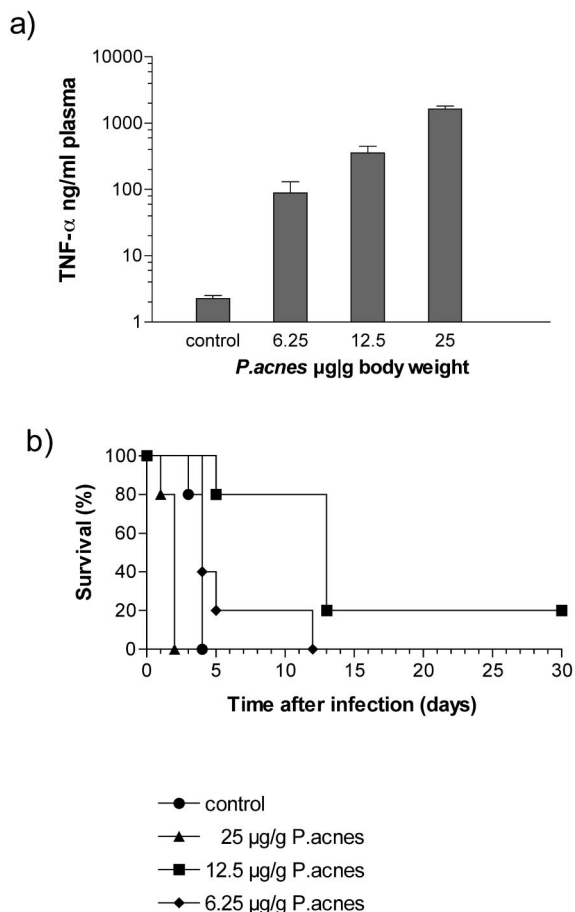 a)
TNF-α ng/ml plasma
10000
1000
100
10
1
control 6.25 12.5 25
P.acnes µg|g body weight
b)
Survival (%)
100
80
60
40
20
0
0 5 10 15 20 25 30
Time after infection (days)
control
25 µg/g P.acnes
12.5 µg/g P.acnes
6.25 µg/g P.acnes